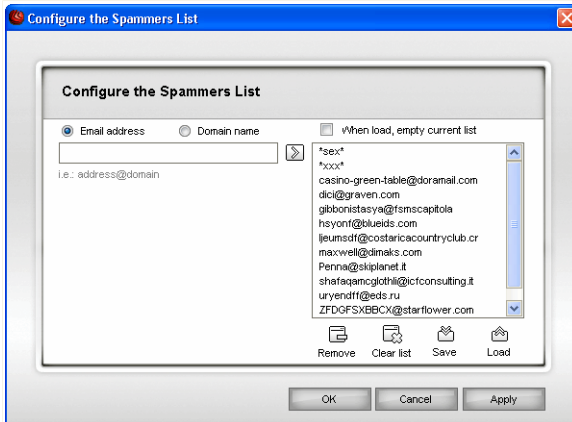 Configure the Spammers List
Configure the Spammers List
Email address
Domain name
When load, empty current list
i.e.: address@domain
*sex*
*xxx*
casino-green-table@doramail.com
dici@graven.com
gibbonistasya@fsmscapitola
hsyonf@blueids.com
ljeumsdf@costaricacountryclub.cr
maxwell@dimaks.com
Penna@skiplanet.it
shafaqamcglothli@icfconsulting.it
uryendff@eds.ru
ZFDGFSXBBCX@starflower.com
Remove
Clear list
Save
Load
OK
Cancel
Apply